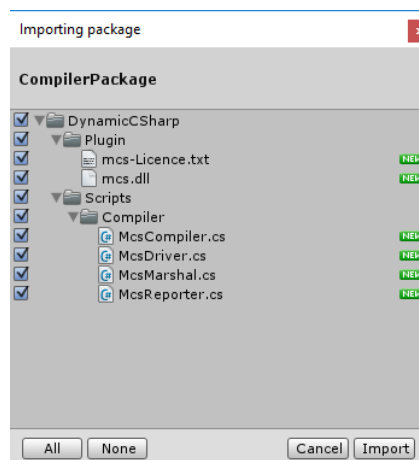 Importing package
CompilerPackage
DynamicCSharp
Plugin
mcs-Licence.txt NEW
mcs.dll NEW
Scripts
Compiler
McsCompiler.cs NEW
McsDriver.cs NEW
McsMarshal.cs NEW
McsReporter.cs NEW
All None Cancel Import